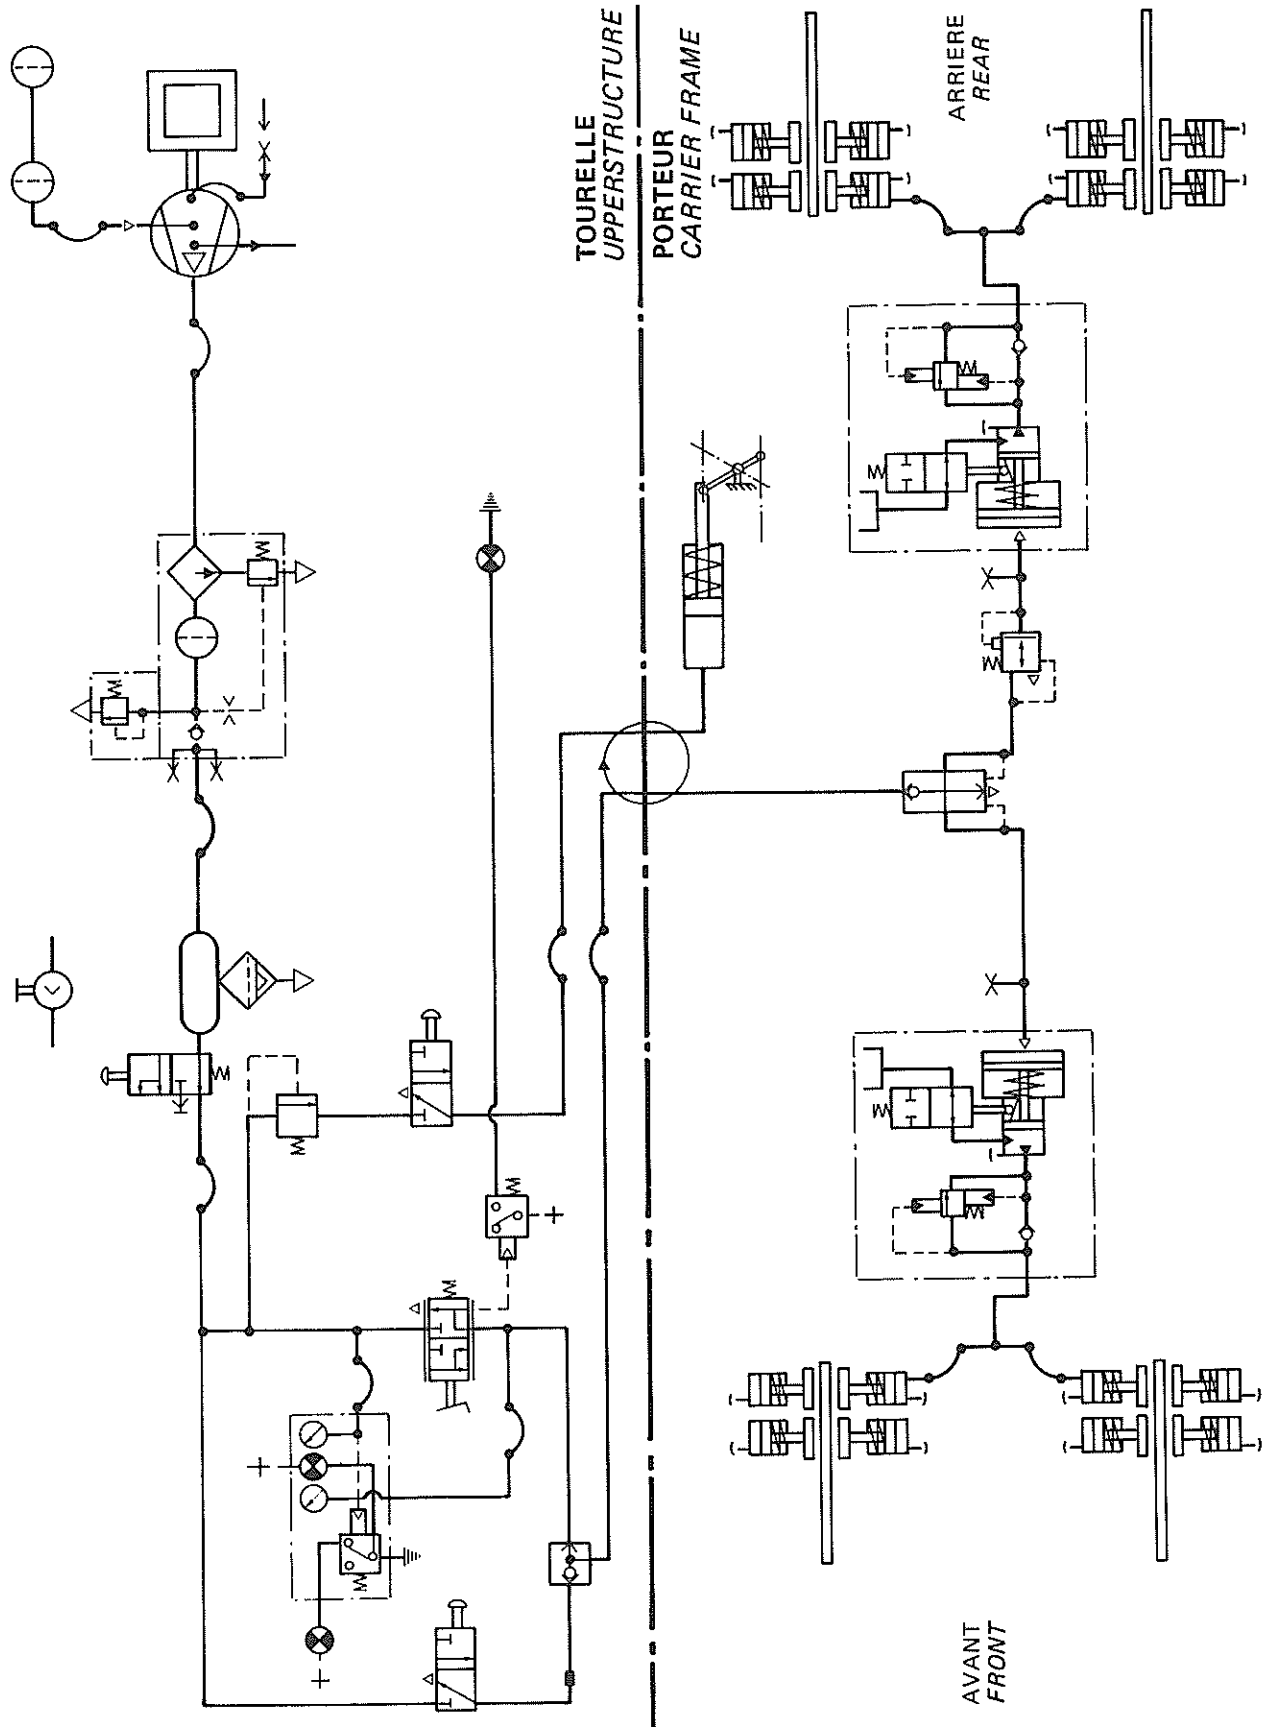 TOURELLE
UPPERSTRUCTURE
PORTEUR
CARRIER FRAME
ARRIERE
REAR
AVANT
FRONT